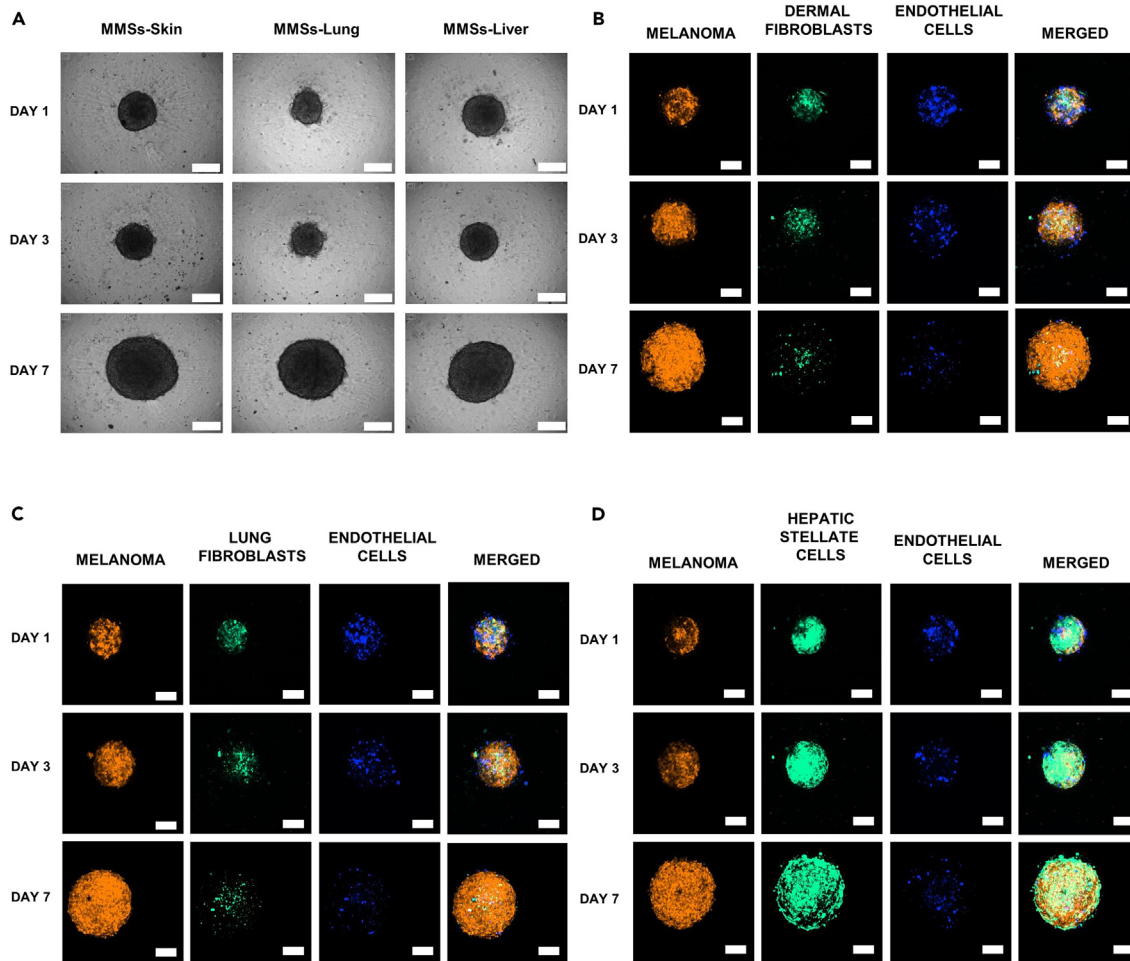 A
MMSs-Skin MMSs-Lung MMSs-Liver
DAY 1
DAY 3
DAY 7
B
MELANOMA DERMAL FIBROBLASTS ENDOTHELIAL CELLS MERGED
DAY 1
DAY 3
DAY 7
C
MELANOMA LUNG FIBROBLASTS ENDOTHELIAL CELLS MERGED
DAY 1
DAY 3
DAY 7
D
MELANOMA HEPATIC STELLATE CELLS ENDOTHELIAL CELLS MERGED
DAY 1
DAY 3
DAY 7